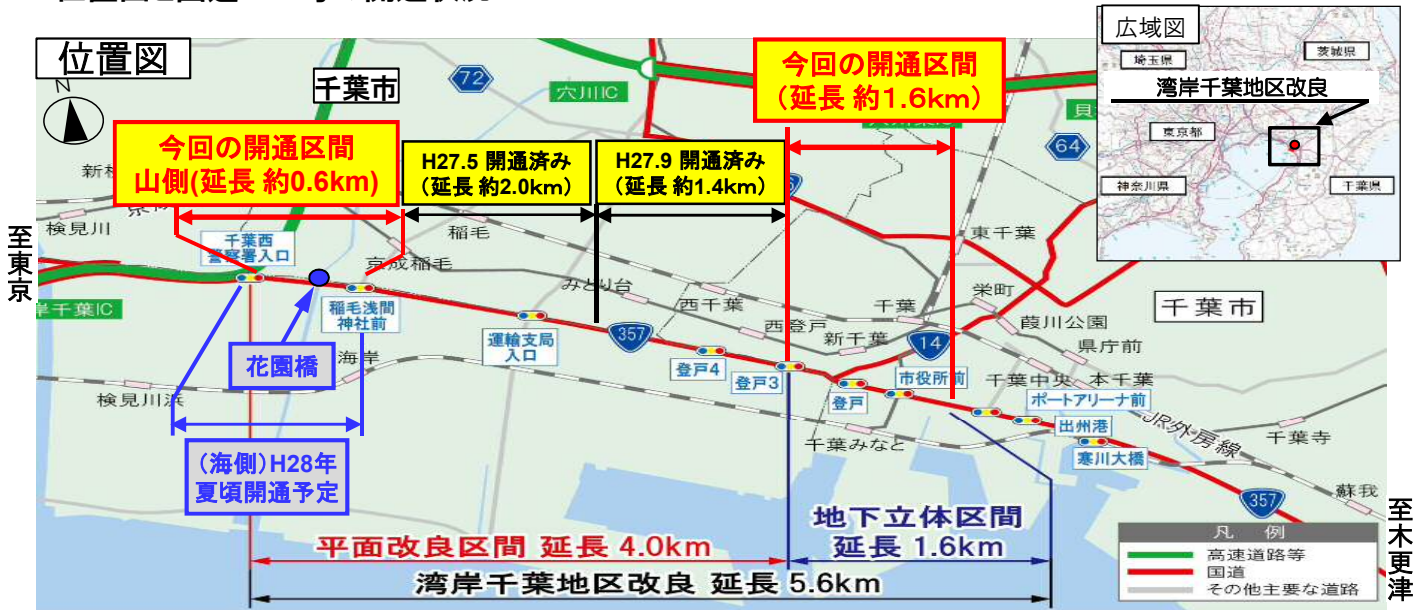 位置図
N
千葉市
72
穴川IC
今回の開通区間
（延長 約1.6km）
広域図
茨城県
埼玉県
湾岸千葉地区改良
東京都
神奈川県
千葉県
64
今回の開通区間
山側(延長 約0.6km)
H27.5 開通済み
（延長 約2.0km）
H27.9 開通済み
（延長 約1.4km）
至東京
検見川
千葉西
警察署入口
稲毛
京成稲毛
みどり台
西千葉
西登戸
新千葉
千葉
東千葉
栄町
葭川公園
県庁前
千葉市
岸千葉IC
稲毛浅間
神社前
運輸支局
入口
357
14
花園橋
海岸
検見川浜
登戸4
登戸3
登戸
市役所前
千葉中央
本千葉
ポートアリーナ前
出州港
寒川大橋
JR外房線
千葉寺
千葉みなと
蘇我
357
至木更津
（海側）H28年
夏頃開通予定
平面改良区間 延長 4.0km
地下立体区間
延長 1.6km
湾岸千葉地区改良 延長 5.6km
凡 例
高速道路等
国道
その他主要な道路